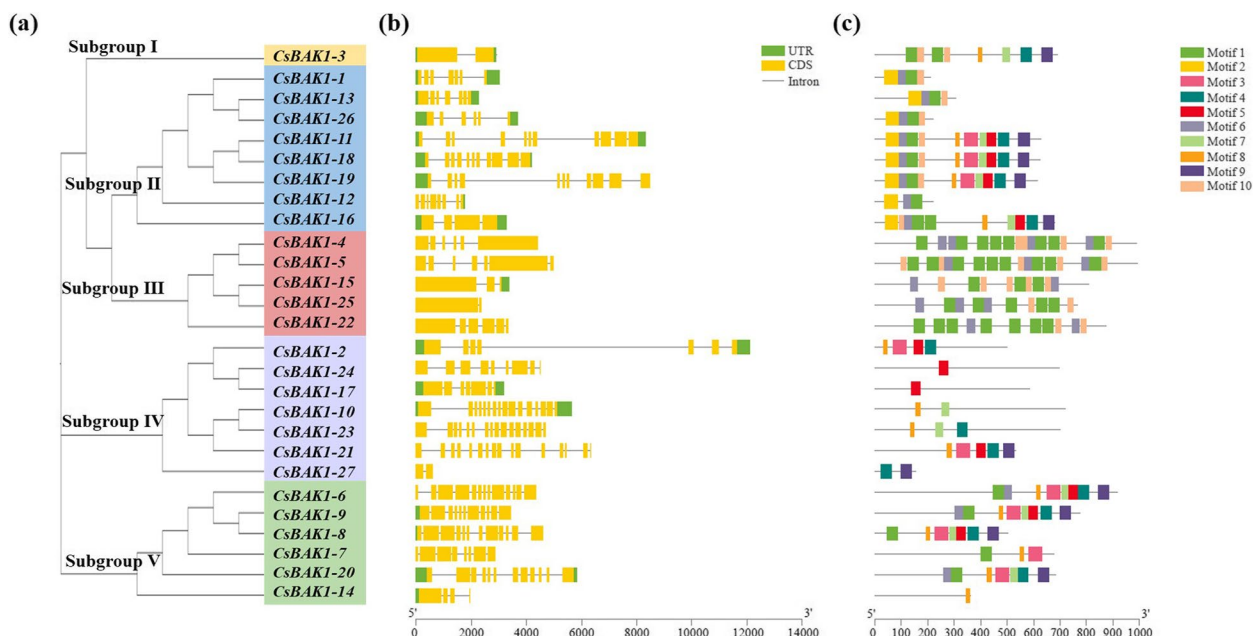 (a)
Subgroup I
Subgroup II
Subgroup III
Subgroup IV
Subgroup V
CsBAK1-3
CsBAK1-1
CsBAK1-13
CsBAK1-26
CsBAK1-11
CsBAK1-18
CsBAK1-19
CsBAK1-12
CsBAK1-16
CsBAK1-4
CsBAK1-5
CsBAK1-15
CsBAK1-25
CsBAK1-22
CsBAK1-2
CsBAK1-24
CsBAK1-17
CsBAK1-10
CsBAK1-23
CsBAK1-21
CsBAK1-27
CsBAK1-6
CsBAK1-9
CsBAK1-8
CsBAK1-7
CsBAK1-20
CsBAK1-14
(b)
UTR
CDS
Intron
5' 3'
0 2000 4000 6000 8000 10000 12000 14000
(c)
Motif 1
Motif 2
Motif 3
Motif 4
Motif 5
Motif 6
Motif 7
Motif 8
Motif 9
Motif 10
5' 3'
0 100 200 300 400 500 600 700 800 900 1000